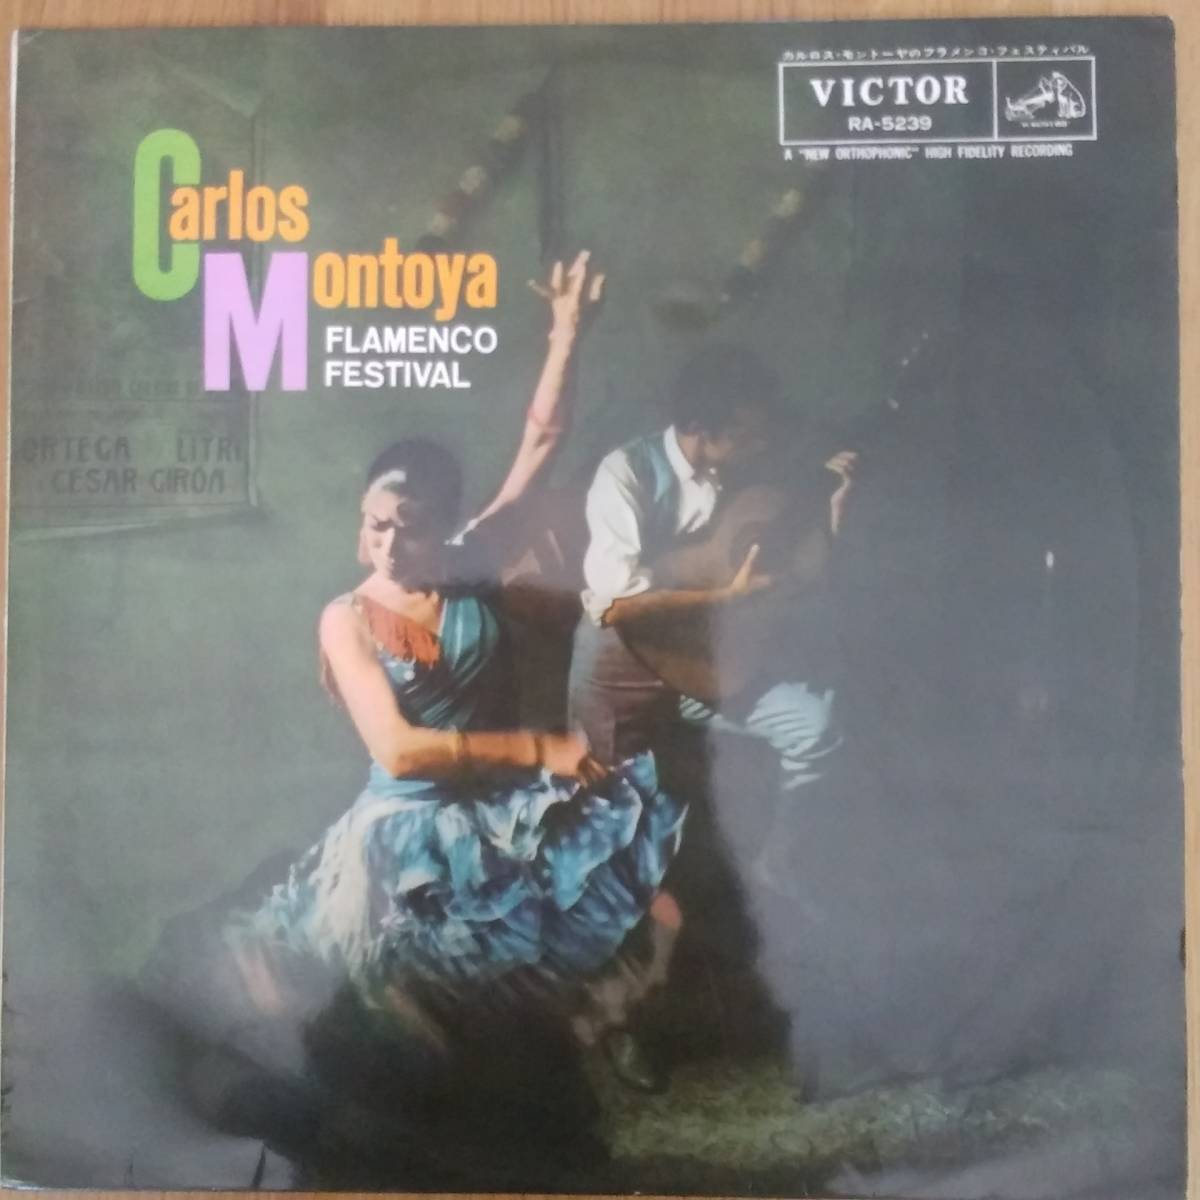 カルロス・モントーヤのフラメンコ・フェスティバル
VICTOR
RA-5239
A "NEW ORTHOPHONIC" HIGH FIDELITY RECORDING
Carlos
Montoya
FLAMENCO
FESTIVAL
ORTEGA LITRI
CESAR GIRÓN